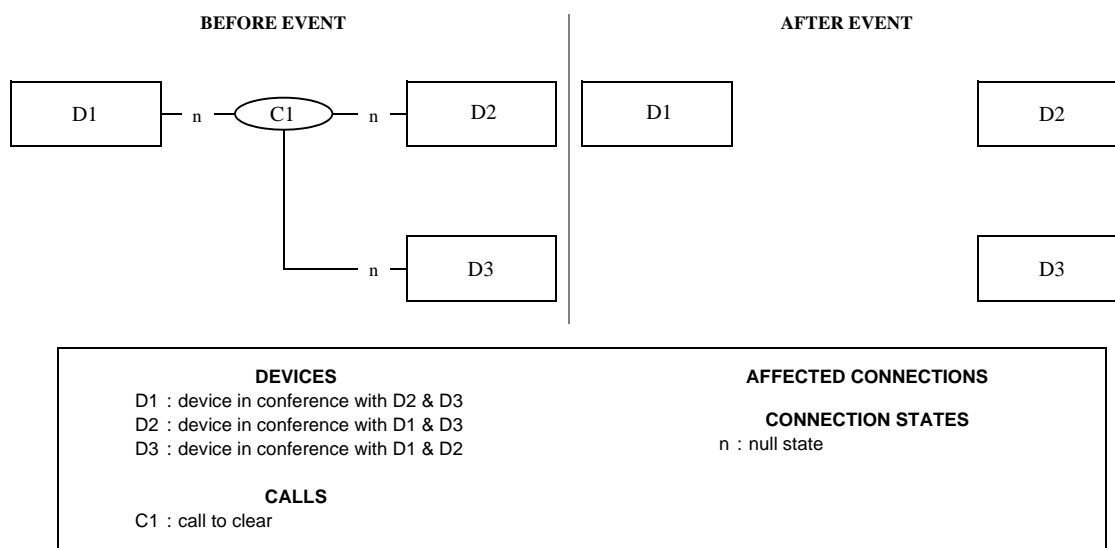 BEFORE EVENT
AFTER EVENT
D1
n
C1
n
D2
D1
D2
n
D3
D3
DEVICES
D1 : device in conference with D2 & D3
D2 : device in conference with D1 & D3
D3 : device in conference with D1 & D2
CALLS
C1 : call to clear
AFFECTED CONNECTIONS
CONNECTION STATES
n : null state